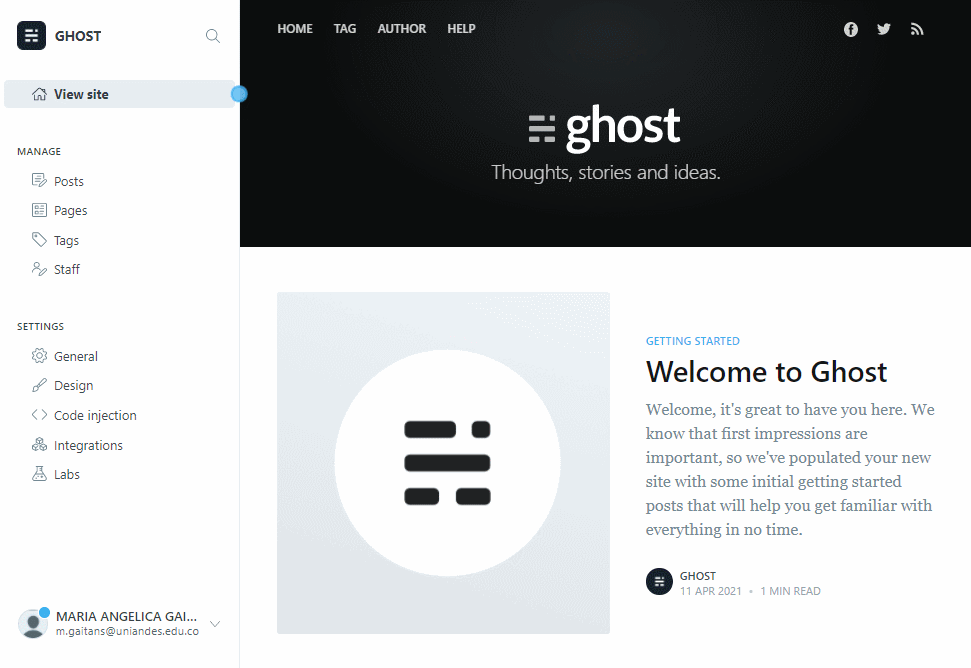 GHOST
View site
MANAGE
Posts
Pages
Tags
Staff
SETTINGS
General
Design
Code injection
Integrations
Labs
MARIA ANGELICA GAI...
m.gaitans@uniandes.edu.co
HOME TAG AUTHOR HELP
ghost
Thoughts, stories and ideas.
GETTING STARTED
Welcome to Ghost
Welcome, it's great to have you here. We
know that first impressions are
important, so we've populated your new
site with some initial getting started
posts that will help you get familiar with
everything in no time.
GHOST
11 APR 2021 • 1 MIN READ